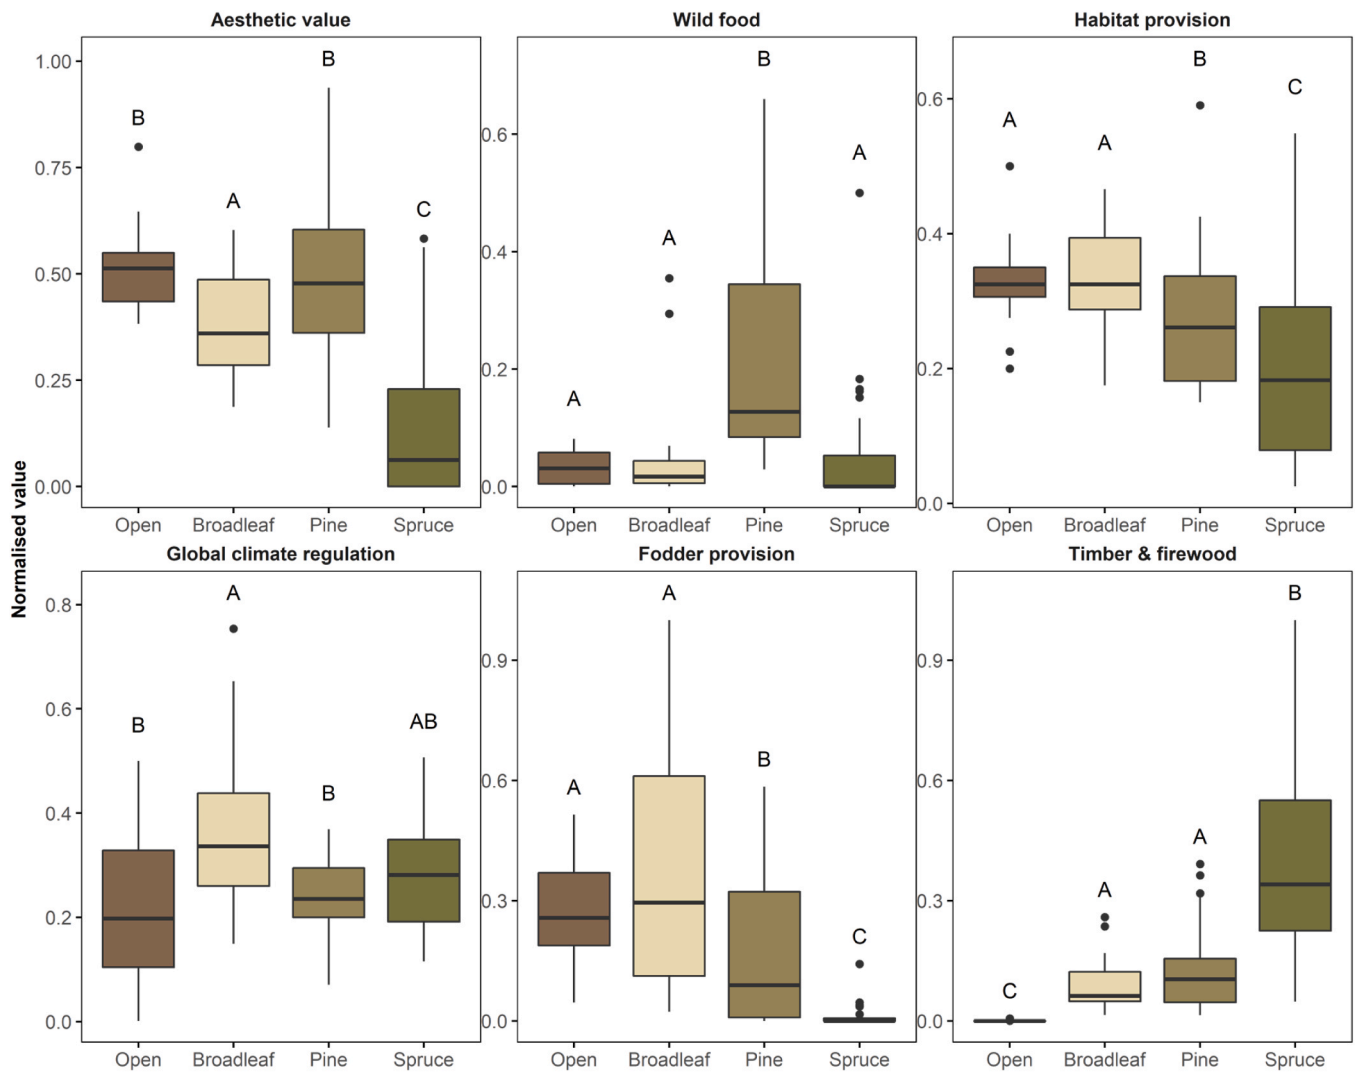 Aesthetic value
Wild food
Habitat provision
Normalised value
1.00
0.75
0.50
0.25
0.00
B
A
B
C
Open Broadleaf Pine Spruce
0.6
0.4
0.2
0.0
A
A
B
A
Open Broadleaf Pine Spruce
0.6
0.4
0.2
0.0
A
A
B
C
Open Broadleaf Pine Spruce
Global climate regulation
Fodder provision
Timber & firewood
0.8
0.6
0.4
0.2
0.0
B
A
B
AB
Open Broadleaf Pine Spruce
0.9
0.6
0.3
0.0
A
A
B
C
Open Broadleaf Pine Spruce
0.9
0.6
0.3
0.0
C
A
A
B
Open Broadleaf Pine Spruce